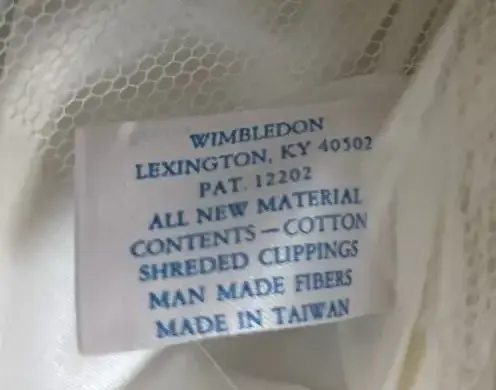 WIMBLEDON
LEXINGTON, KY 40502
PAT. 12202
ALL NEW MATERIAL
CONTENTS — COTTON
SHREDED CLIPPINGS
MAN MADE FIBERS
MADE IN TAIWAN